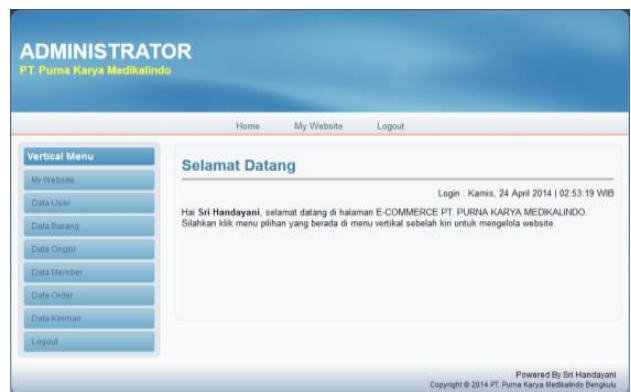 ADMINISTRATOR
PT. Purna Karya Medikalindo
Home My Website Logout
Vertical Menu
My Website
Data User
Data Barang
Data Ongkir
Data Member
Data Order
Data Kiriman
Logout
Selamat Datang
Login : Kamis, 24 April 2014 | 02:53:19 WIB
Hai Sri Handayani, selamat datang di halaman E-COMMERCE PT. PURNA KARYA MEDIKALINDO.
Silahkan klik menu pilihan yang berada di menu vertikal sebelah kiri untuk mengelola website.
Powered By Sri Handayani
Copyright © 2014 PT. Purna Karya Medikalindo Bengkulu